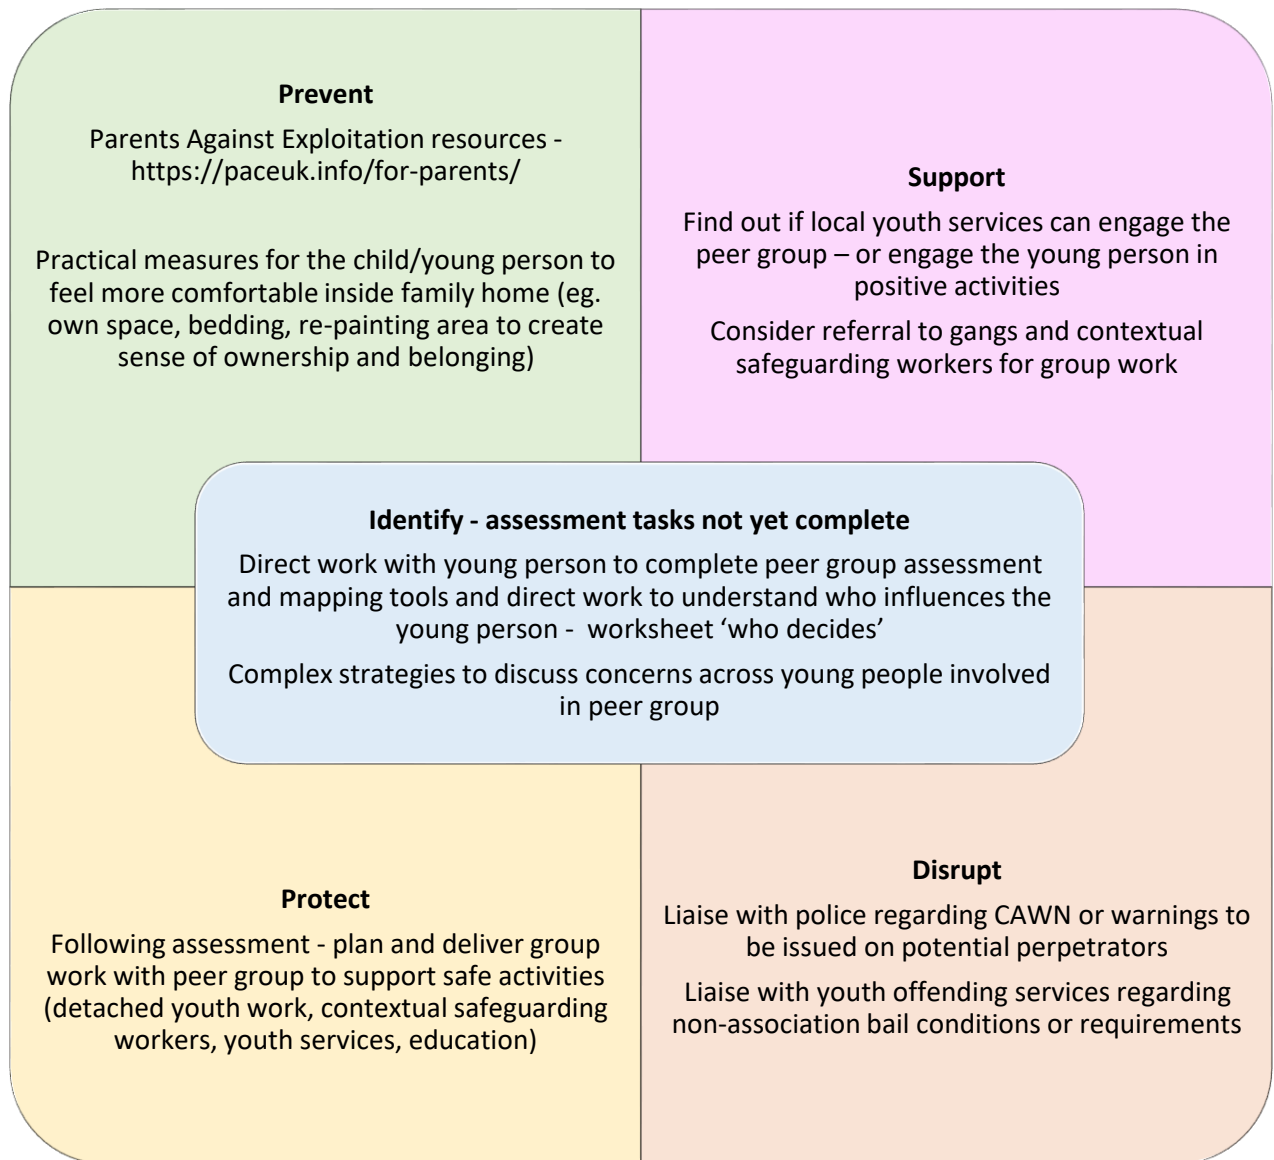 Prevent
Parents Against Exploitation resources -
https://paceuk.info/for-parents/
Practical measures for the child/young person to
feel more comfortable inside family home (eg.
own space, bedding, re-painting area to create
sense of ownership and belonging)
Support
Find out if local youth services can engage the
peer group – or engage the young person in
positive activities
Consider referral to gangs and contextual
safeguarding workers for group work
Identify - assessment tasks not yet complete
Direct work with young person to complete peer group assessment
and mapping tools and direct work to understand who influences the
young person -  worksheet ‘who decides’
Complex strategies to discuss concerns across young people involved
in peer group
Protect
Following assessment - plan and deliver group
work with peer group to support safe activities
(detached youth work, contextual safeguarding
workers, youth services, education)
Disrupt
Liaise with police regarding CAWN or warnings to
be issued on potential perpetrators
Liaise with youth offending services regarding
non-association bail conditions or requirements